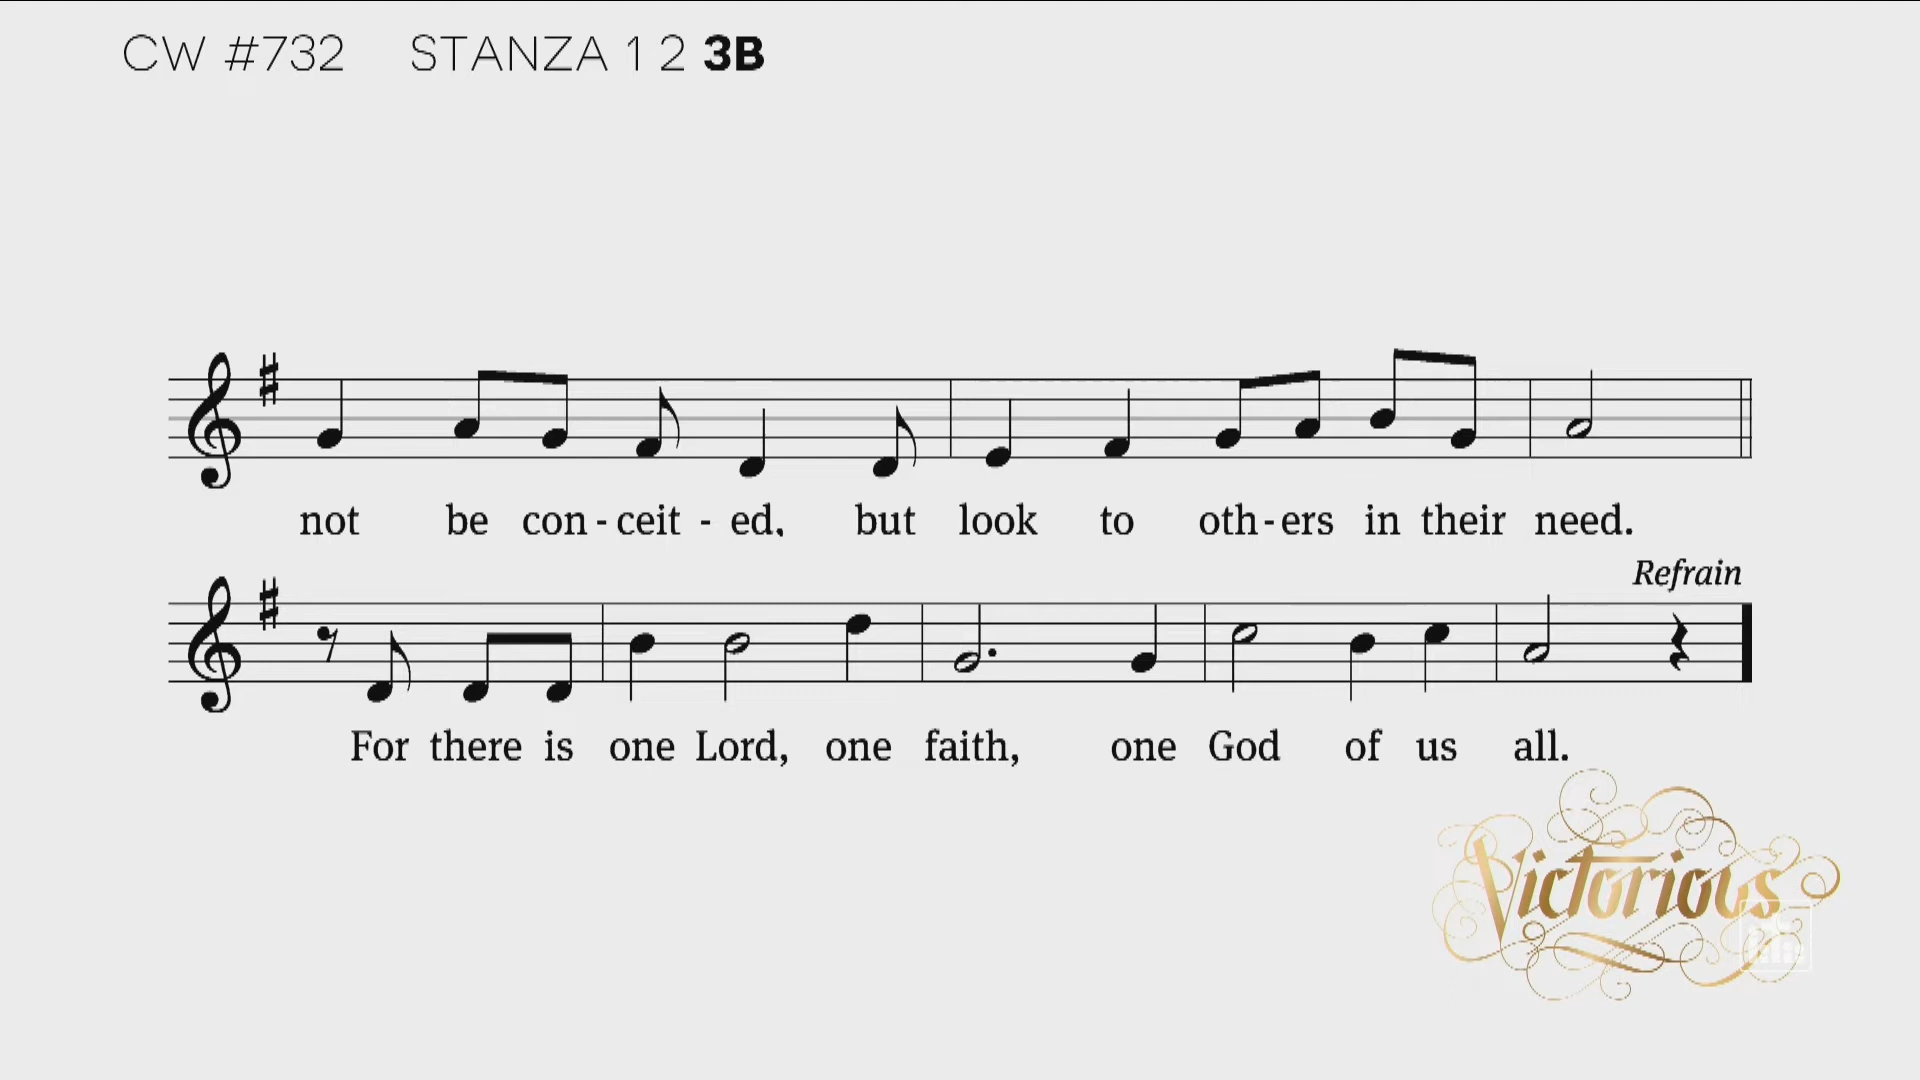 CW #732 STANZA 1 2 3B
not be con - ceit - ed, but look to oth - ers in their need.
Refrain
For there is one Lord, one faith, one God of us all.
Victorious